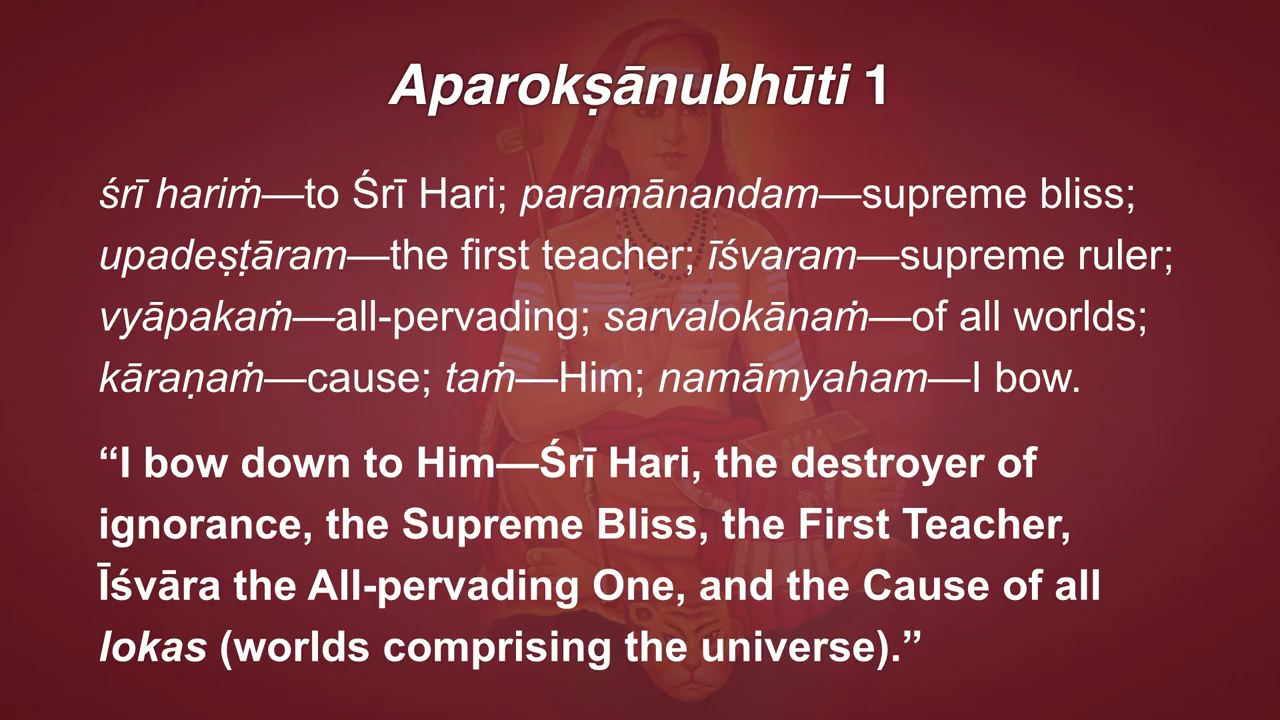 Aparokṣānubhūti 1
śrī hariṁ—to Śrī Hari; paramānandam—supreme bliss;
upadeṣṭāram—the first teacher; īśvaram—supreme ruler;
vyāpakaṁ—all-pervading; sarvalokānaṁ—of all worlds;
kāraṇaṁ—cause; taṁ—Him; namāmyaham—I bow.
“I bow down to Him—Śrī Hari, the destroyer of
ignorance, the Supreme Bliss, the First Teacher,
Īśvāra the All-pervading One, and the Cause of all
lokas (worlds comprising the universe).”